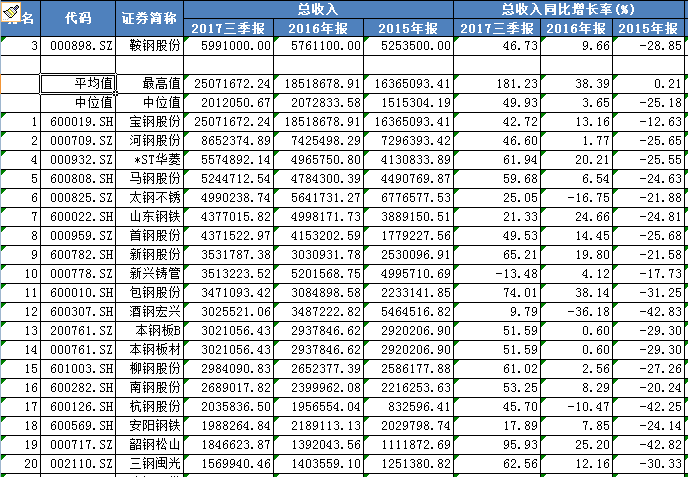 名 代码 证券简称 总收入 总收入同比增长率(%)
2017三季报 2016年报 2015年报 2017三季报 2016年报 2015年报
3 000898.SZ 鞍钢股份 5991000.00 5761100.00 5253500.00 46.73 9.66 -28.85
平均值 最高值 25071672.24 18518678.91 16365093.41 181.23 38.39 0.21
中位值 中位值 2012050.67 2072833.58 1515304.19 49.93 3.65 -25.18
1 600019.SH 宝钢股份 25071672.24 18518678.91 16365093.41 42.72 13.16 -12.63
2 000709.SZ 河钢股份 8652374.89 7425498.29 7296393.42 46.60 1.77 -25.65
4 000932.SZ *ST华菱 5574892.14 4965750.80 4130833.89 61.94 20.21 -25.55
5 600808.SH 马钢股份 5244712.54 4784300.39 4490769.87 59.68 6.54 -24.63
6 000825.SZ 太钢不锈 4990238.74 5641731.27 6776577.53 25.05 -16.75 -21.88
7 600022.SH 山东钢铁 4377015.82 4998171.73 3889150.51 21.33 24.66 -24.81
8 000959.SZ 首钢股份 4371522.97 4153202.59 1779227.56 49.53 14.45 -25.68
9 600782.SH 新钢股份 3531787.38 3030931.78 2530096.91 65.21 19.80 -21.58
10 000778.SZ 新兴铸管 3513223.52 5201568.75 4995710.69 -13.48 4.12 -17.73
11 600010.SH 包钢股份 3471093.42 3084898.58 2233141.85 74.01 38.14 -31.25
12 600307.SH 酒钢宏兴 3025521.06 3487222.82 5464516.82 9.79 -36.18 -42.83
13 200761.SZ 本钢板B 3021056.43 2937846.62 2920206.90 51.59 0.60 -29.30
14 000761.SZ 本钢板材 3021056.43 2937846.62 2920206.90 51.59 0.60 -29.30
15 601003.SH 柳钢股份 2984090.83 2652377.39 2586177.88 61.02 2.56 -27.26
16 600282.SH 南钢股份 2689017.82 2399962.08 2216253.63 53.25 8.29 -20.24
17 600126.SH 杭钢股份 2035836.50 1956554.04 832596.41 45.70 -10.47 -42.25
18 600569.SH 安阳钢铁 1988264.84 2189113.13 2029798.74 17.89 7.85 -24.14
19 000717.SZ 韶钢松山 1846623.87 1392043.56 1111872.69 95.93 25.20 -42.82
20 002110.SZ 三钢闽光 1569940.46 1403559.10 1251380.82 62.56 12.16 -30.33